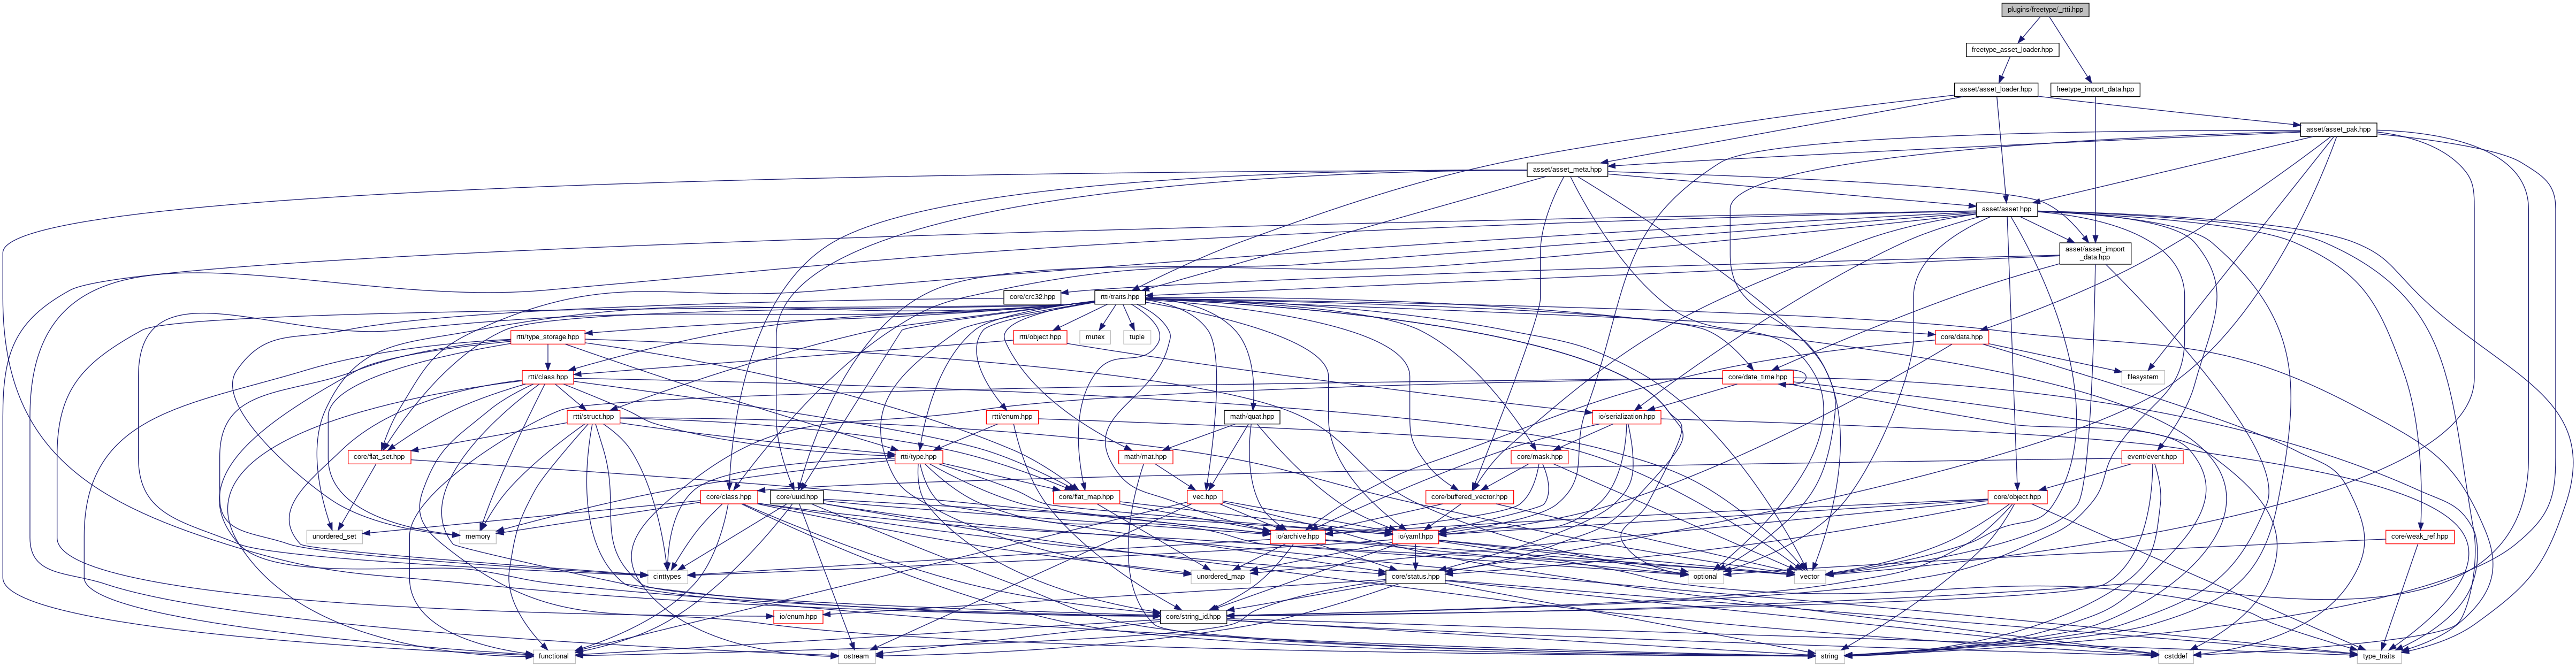 plugins/freetype/_rtti.hpp
freetype_asset_loader.hpp
asset/asset_loader.hpp
freetype_import_data.hpp
asset/asset_pak.hpp
asset/asset_meta.hpp
asset/asset.hpp
asset/asset_import
_data.hpp
core/crc32.hpp
rtti/traits.hpp
rtti/type_storage.hpp
rtti/object.hpp
mutex
tuple
core/data.hpp
rtti/class.hpp
core/date_time.hpp
filesystem
rtti/struct.hpp
rtti/enum.hpp
math/quat.hpp
io/serialization.hpp
core/flat_set.hpp
rtti/type.hpp
math/mat.hpp
core/mask.hpp
event/event.hpp
core/class.hpp
core/uuid.hpp
core/flat_map.hpp
vec.hpp
core/buffered_vector.hpp
core/object.hpp
unordered_set
memory
io/archive.hpp
io/yaml.hpp
core/weak_ref.hpp
cinttypes
unordered_map
core/status.hpp
optional
vector
io/enum.hpp
core/string_id.hpp
functional
ostream
string
cstddef
type_traits